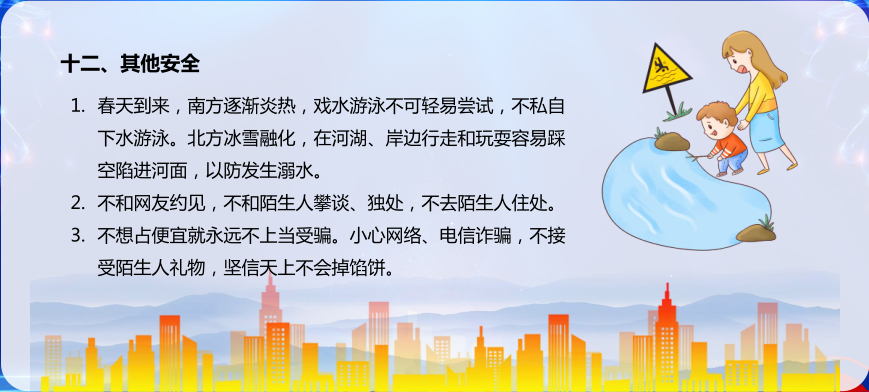 十二、其他安全
1. 春天到来，南方逐渐炎热，戏水游泳不可轻易尝试，不私自
下水游泳。北方冰雪融化，在河湖、岸边行走和玩耍容易踩
空陷进河面，以防发生溺水。
2. 不和网友约见，不和陌生人攀谈、独处，不去陌生人住处。
3. 不想占便宜就永远不上当受骗。小心网络、电信诈骗，不接
受陌生人礼物，坚信天上不会掉馅饼。